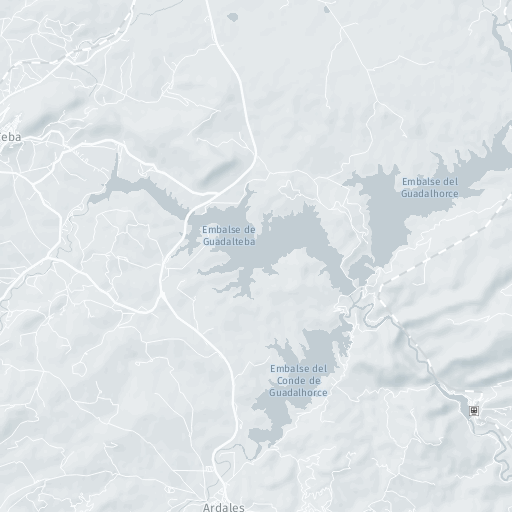 Teba
Embalse del
Guadalhorce
Embalse de
Guadalteba
Embalse del
Conde de
Guadalhorce
Ardales